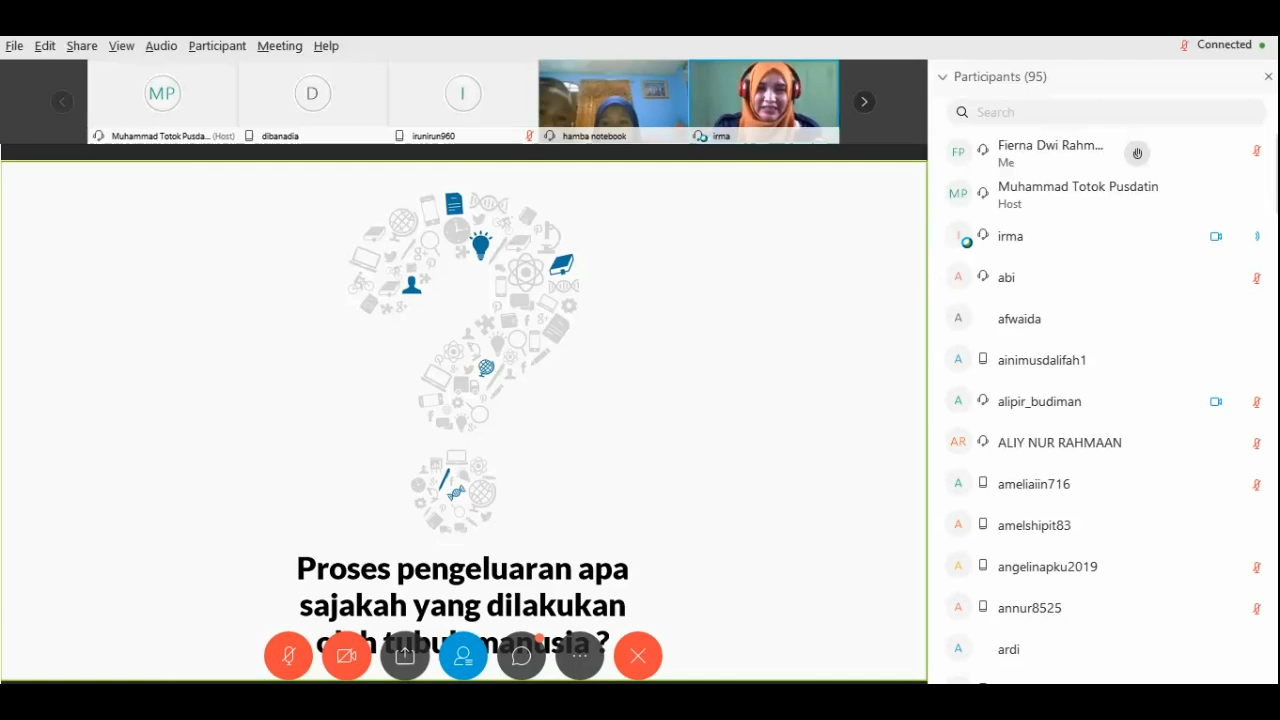 File Edit Share View Audio Participant Meeting Help
Connected
MP
D
I
Muhammad Totok Pusda... (Host)
dibanadia
irunirun960
hamba notebook
irma
Participants (95)
Search
FP Fierna Dwi Rahm...
Me
MP Muhammad Totok Pusdatin
Host
I irma
A abi
A afwaida
A ainimusdalifah1
A alipir_budiman
AR ALIY NUR RAHMAAN
A ameliaiin716
A amelshipit83
A angelinapku2019
A annur8525
A ardi
Proses pengeluaran apa
sajakah yang dilakukan
oleh tubuh manusia ?